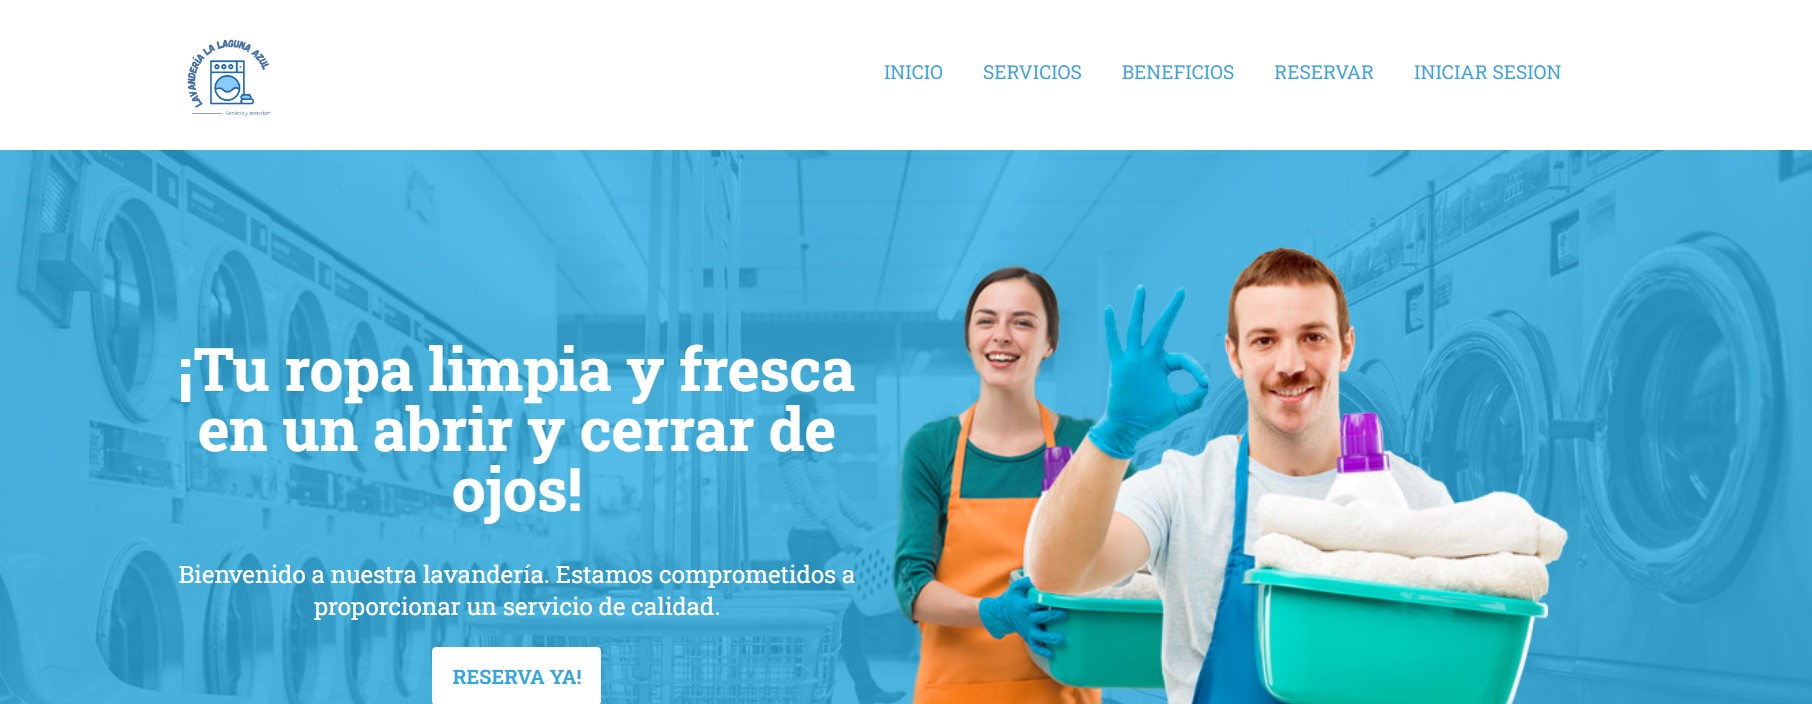 LAVANDERÍA LA LAGUNA AZUL
Servicio y atención
INICIO SERVICIOS BENEFICIOS RESERVAR INICIAR SESION
¡Tu ropa limpia y fresca
en un abrir y cerrar de
ojos!
Bienvenido a nuestra lavandería. Estamos comprometidos a
proporcionar un servicio de calidad.
RESERVA YA!